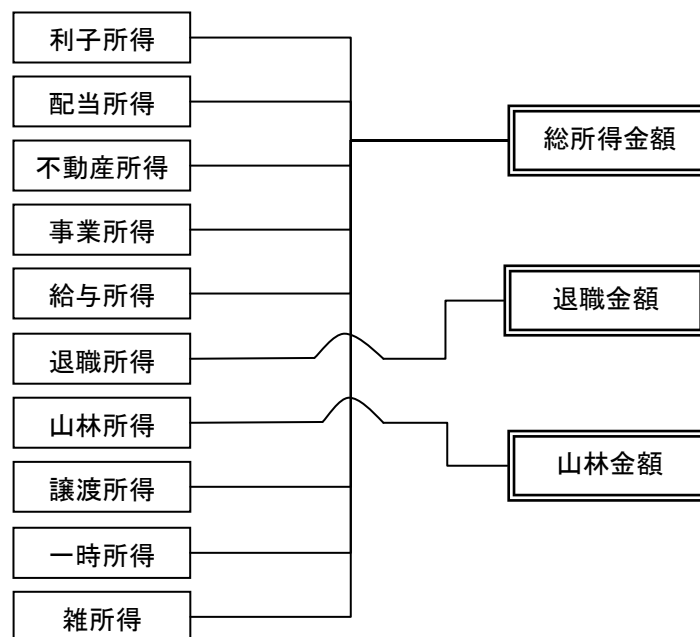 利子所得
配当所得
不動産所得
事業所得
給与所得
退職所得
山林所得
譲渡所得
一時所得
雑所得
総所得金額
退職金額
山林金額